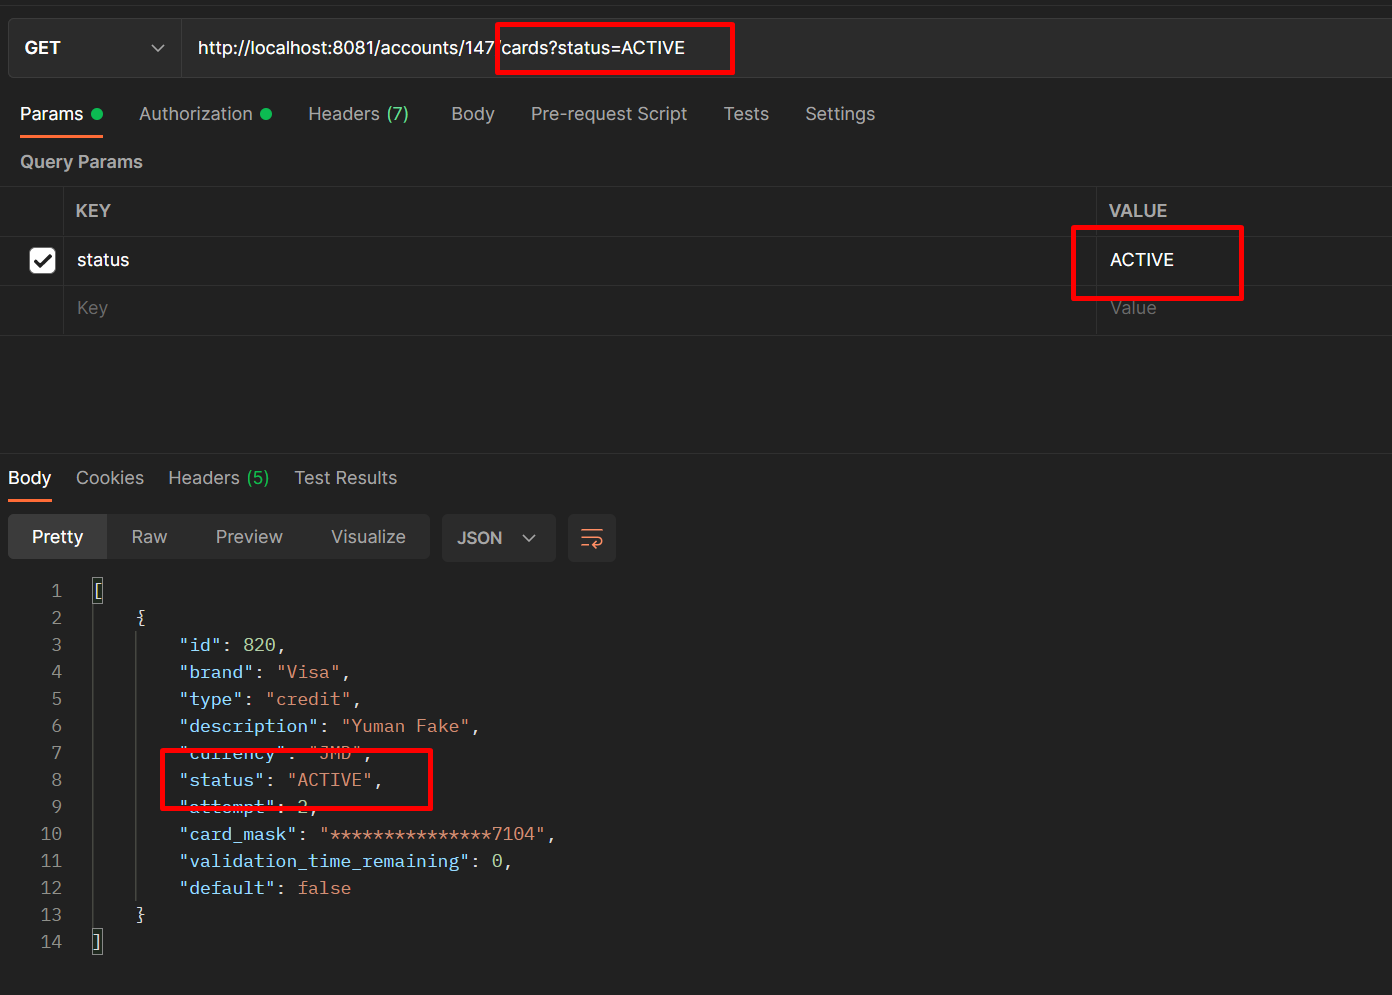 GET http://localhost:8081/accounts/147/cards?status=ACTIVE
Params Authorization Headers (7) Body Pre-request Script Tests Settings
Query Params
KEY VALUE
status ACTIVE
Key Value
Body Cookies Headers (5) Test Results
Pretty Raw Preview Visualize JSON
1 [
2 {
3 "id": 820,
4 "brand": "Visa",
5 "type": "credit",
6 "description": "Yuman Fake",
7 "currency": "JMD",
8 "status": "ACTIVE",
9 "attempt": 2,
10 "card_mask": "***************7104",
11 "validation_time_remaining": 0,
12 "default": false
13 }
14 ]